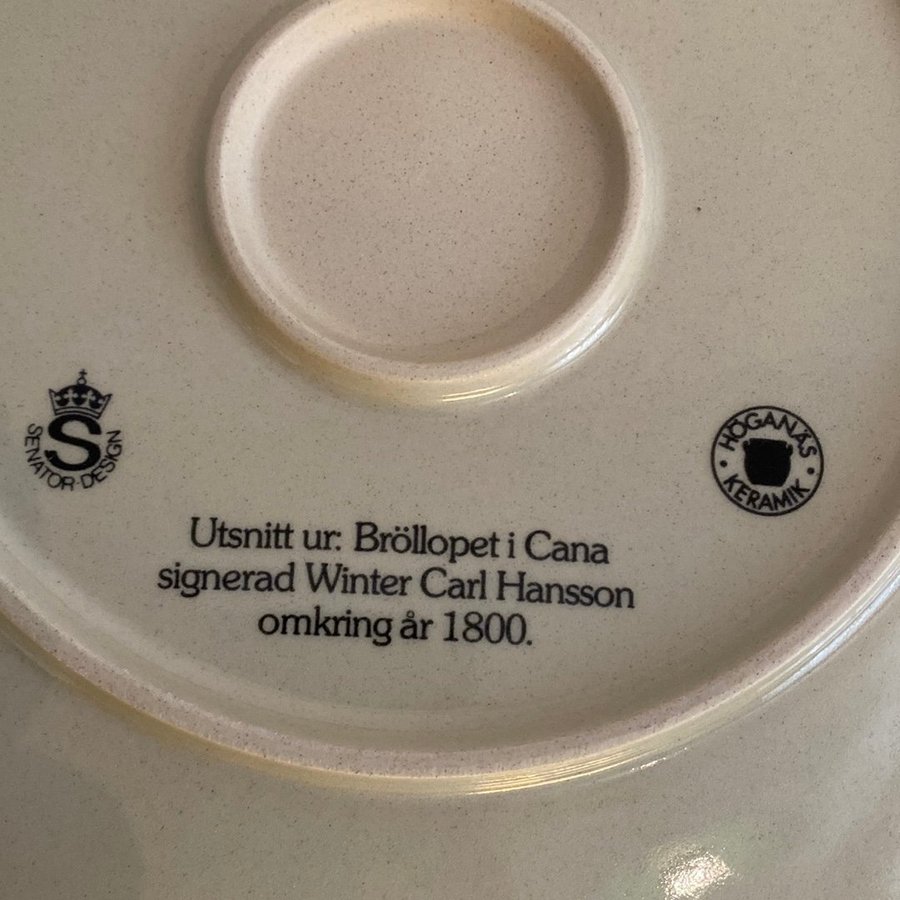 S
SENATOR-DESIGN
HÖGANÄS
KERAMIK
Utsnitt ur: Bröllopet i Cana
signerad Winter Carl Hansson
omkring år 1800.